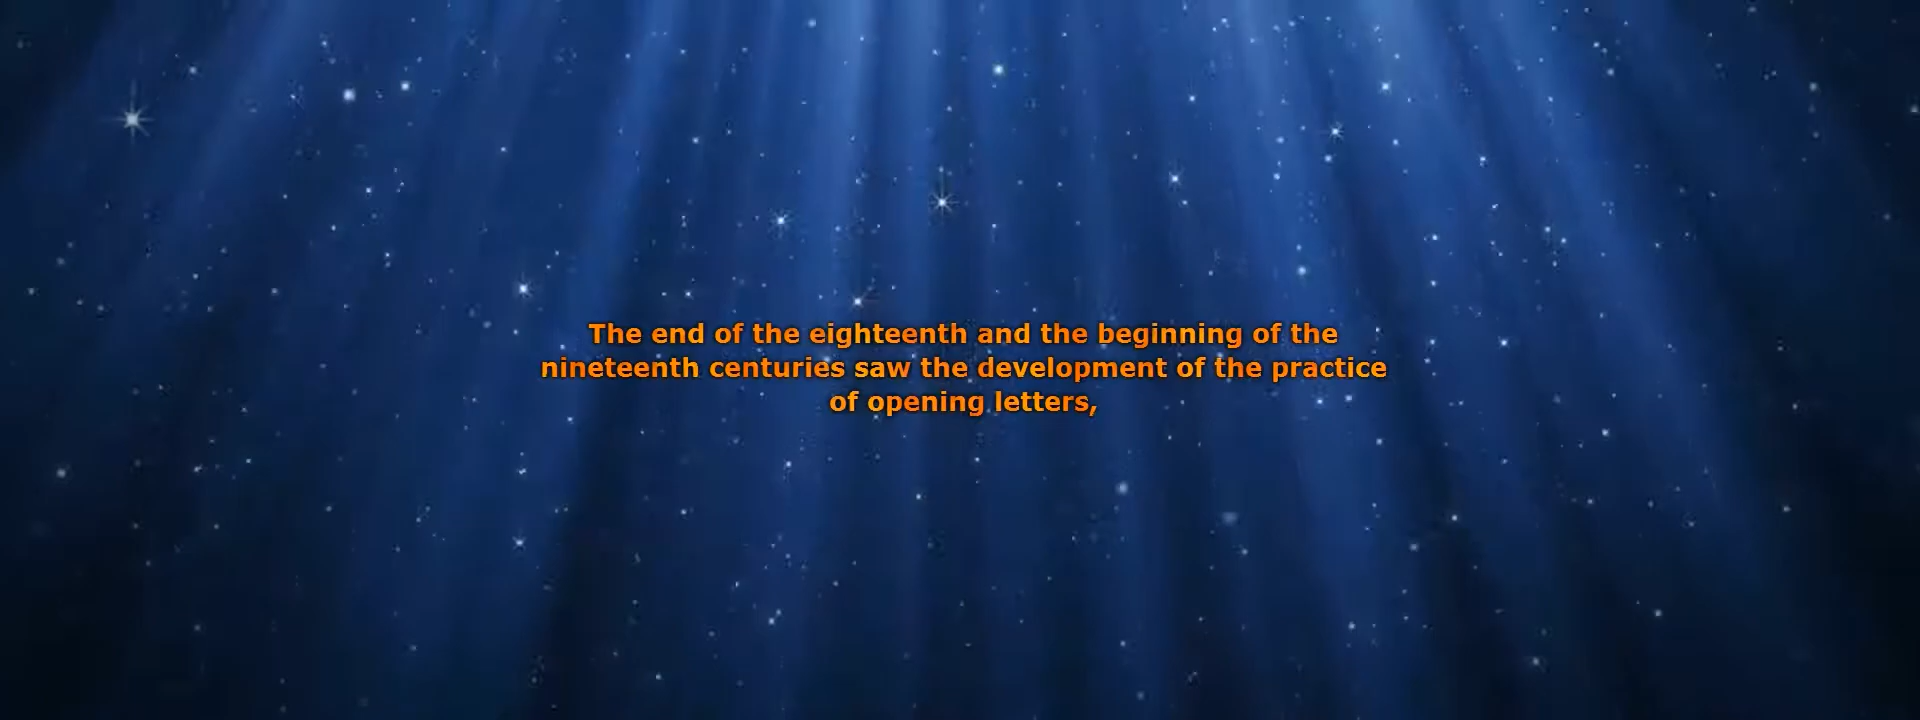 The end of the eighteenth and the beginning of the
nineteenth centuries saw the development of the practice
of opening letters,